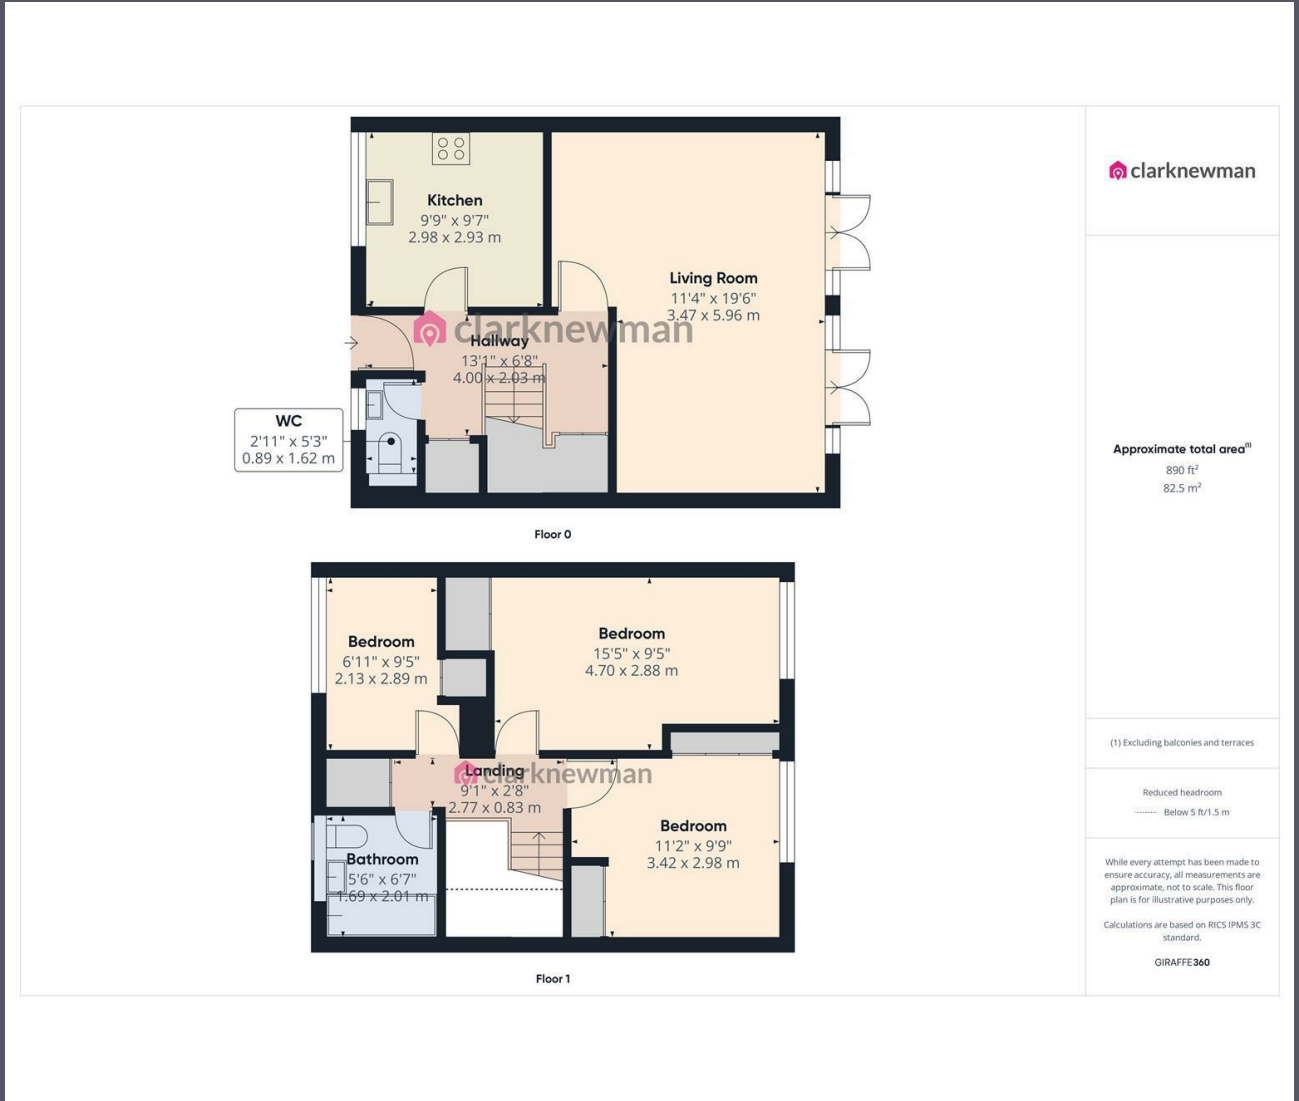 Kitchen
9'9" x 9'7"
2.98 x 2.93 m
Living Room
11'4" x 19'6"
3.47 x 5.96 m
clarknewman
Hallway
13'1" x 6'8"
4.00 x 2.03 m
WC
2'11" x 5'3"
0.89 x 1.62 m
Floor 0
Bedroom
6'11" x 9'5"
2.13 x 2.89 m
Bedroom
15'5" x 9'5"
4.70 x 2.88 m
clarknewman
Landing
9'1" x 2'8"
2.77 x 0.83 m
Bedroom
11'2" x 9'9"
3.42 x 2.98 m
Bathroom
5'6" x 6'7"
1.69 x 2.01 m
Floor 1
clarknewman
Approximate total area(1)
890 ft²
82.5 m²
(1) Excluding balconies and terraces
Reduced headroom
Below 5 ft/1.5 m
While every attempt has been made to
ensure accuracy, all measurements are
approximate, not to scale. This floor
plan is for illustrative purposes only.
Calculations are based on RICS IPMS 3C
standard.
GIRAFFE360